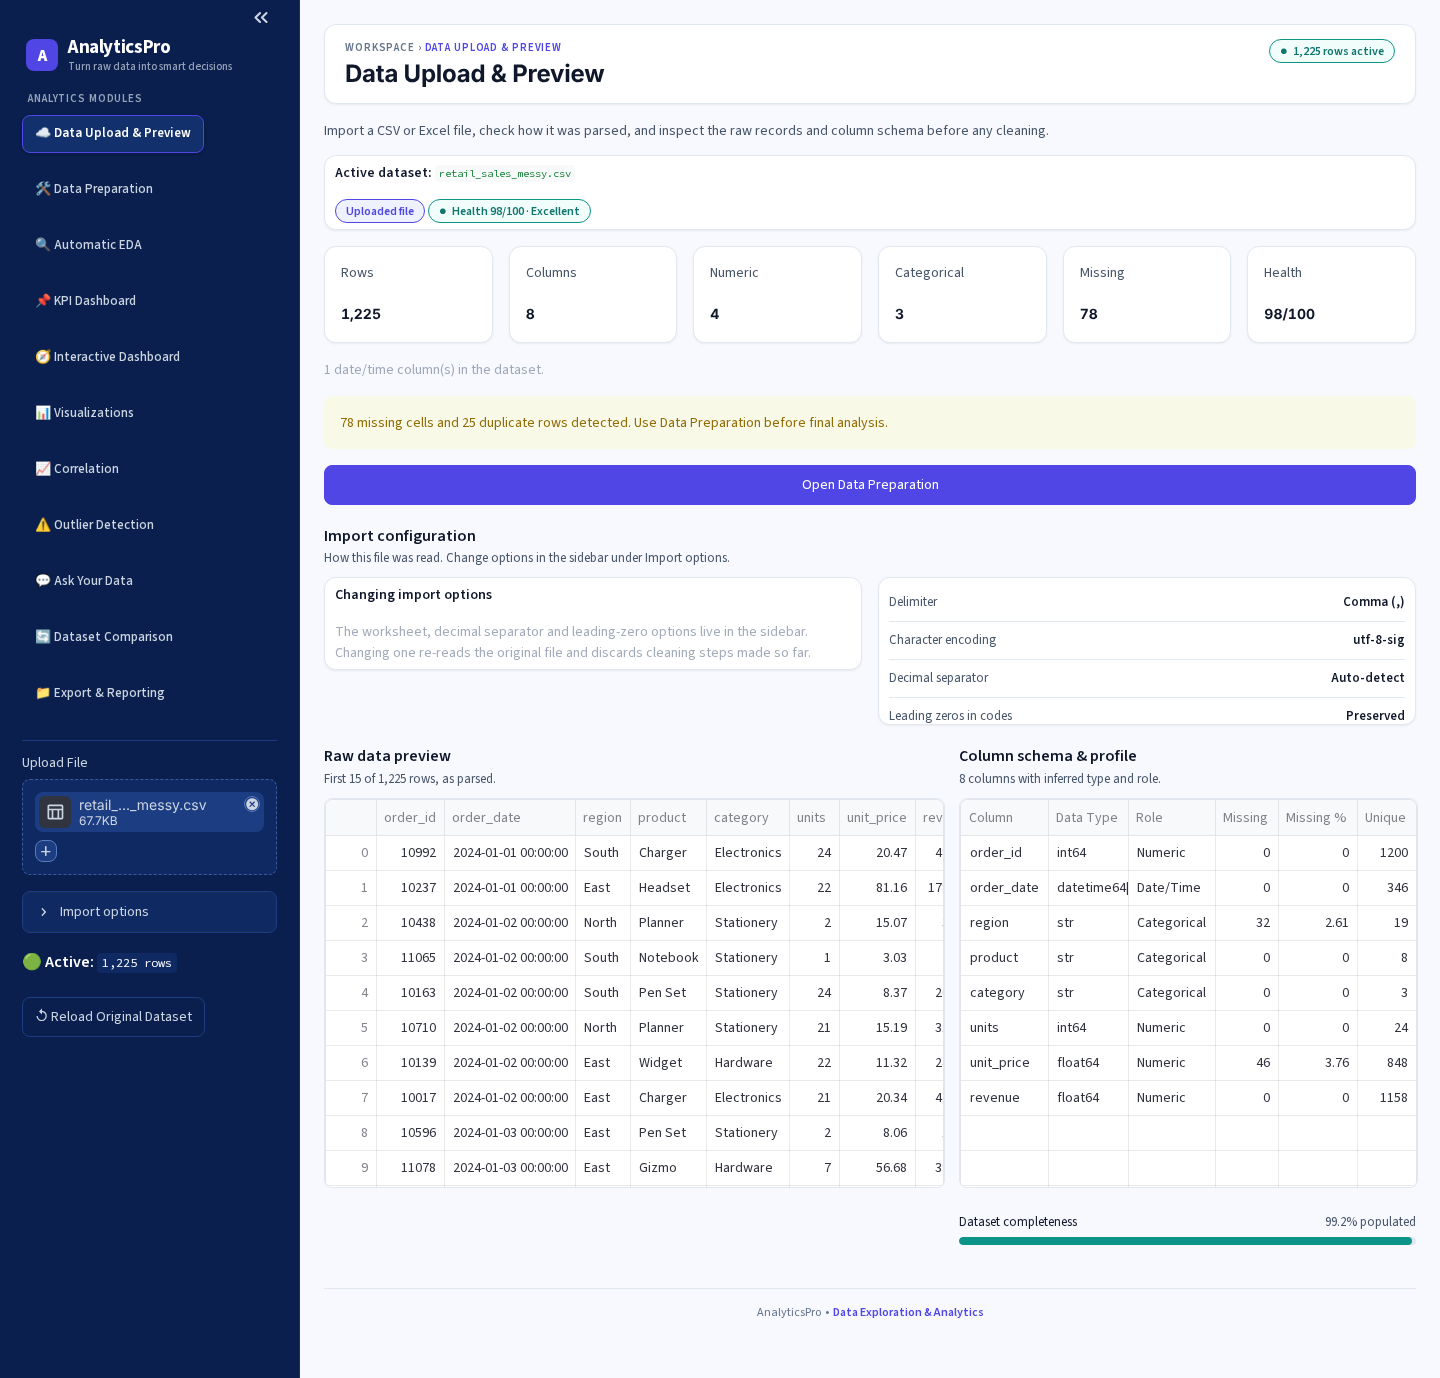 A
AnalyticsPro
Turn raw data into smart decisions
ANALYTICS MODULES
☁️ Data Upload & Preview
🛠️ Data Preparation
🔍 Automatic EDA
📌 KPI Dashboard
🧭 Interactive Dashboard
📊 Visualizations
📈 Correlation
⚠️ Outlier Detection
💬 Ask Your Data
🔄 Dataset Comparison
📁 Export & Reporting
Upload File
retail_..._messy.csv
67.7KB
Import options
🟢 Active: 1,225 rows
Reload Original Dataset
WORKSPACE › DATA UPLOAD & PREVIEW
Data Upload & Preview
● 1,225 rows active
Import a CSV or Excel file, check how it was parsed, and inspect the raw records and column schema before any cleaning.
Active dataset: retail_sales_messy.csv
Uploaded file ● Health 98/100 · Excellent
Rows Columns Numeric Categorical Missing Health
1,225 8 4 3 78 98/100
1 date/time column(s) in the dataset.
78 missing cells and 25 duplicate rows detected. Use Data Preparation before final analysis.
Open Data Preparation
Import configuration
How this file was read. Change options in the sidebar under Import options.
Changing import options
The worksheet, decimal separator and leading-zero options live in the sidebar.
Changing one re-reads the original file and discards cleaning steps made so far.
Delimiter Comma (,)
Character encoding utf-8-sig
Decimal separator Auto-detect
Leading zeros in codes Preserved
Raw data preview
First 15 of 1,225 rows, as parsed.
order_id order_date region product category units unit_price rev
0 10992 2024-01-01 00:00:00 South Charger Electronics 24 20.47 4
1 10237 2024-01-01 00:00:00 East Headset Electronics 22 81.16 17
2 10438 2024-01-02 00:00:00 North Planner Stationery 2 15.07
3 11065 2024-01-02 00:00:00 South Notebook Stationery 1 3.03
4 10163 2024-01-02 00:00:00 South Pen Set Stationery 24 8.37 2
5 10710 2024-01-02 00:00:00 North Planner Stationery 21 15.19 3
6 10139 2024-01-02 00:00:00 East Widget Hardware 22 11.32 2
7 10017 2024-01-02 00:00:00 East Charger Electronics 21 20.34 4
8 10596 2024-01-03 00:00:00 East Pen Set Stationery 2 8.06
9 11078 2024-01-03 00:00:00 East Gizmo Hardware 7 56.68 3
Column schema & profile
8 columns with inferred type and role.
Column Data Type Role Missing Missing % Unique
order_id int64 Numeric 0 0 1200
order_date datetime64[ Date/Time 0 0 346
region str Categorical 32 2.61 19
product str Categorical 0 0 8
category str Categorical 0 0 3
units int64 Numeric 0 0 24
unit_price float64 Numeric 46 3.76 848
revenue float64 Numeric 0 0 1158
Dataset completeness 99.2% populated
AnalyticsPro • Data Exploration & Analytics